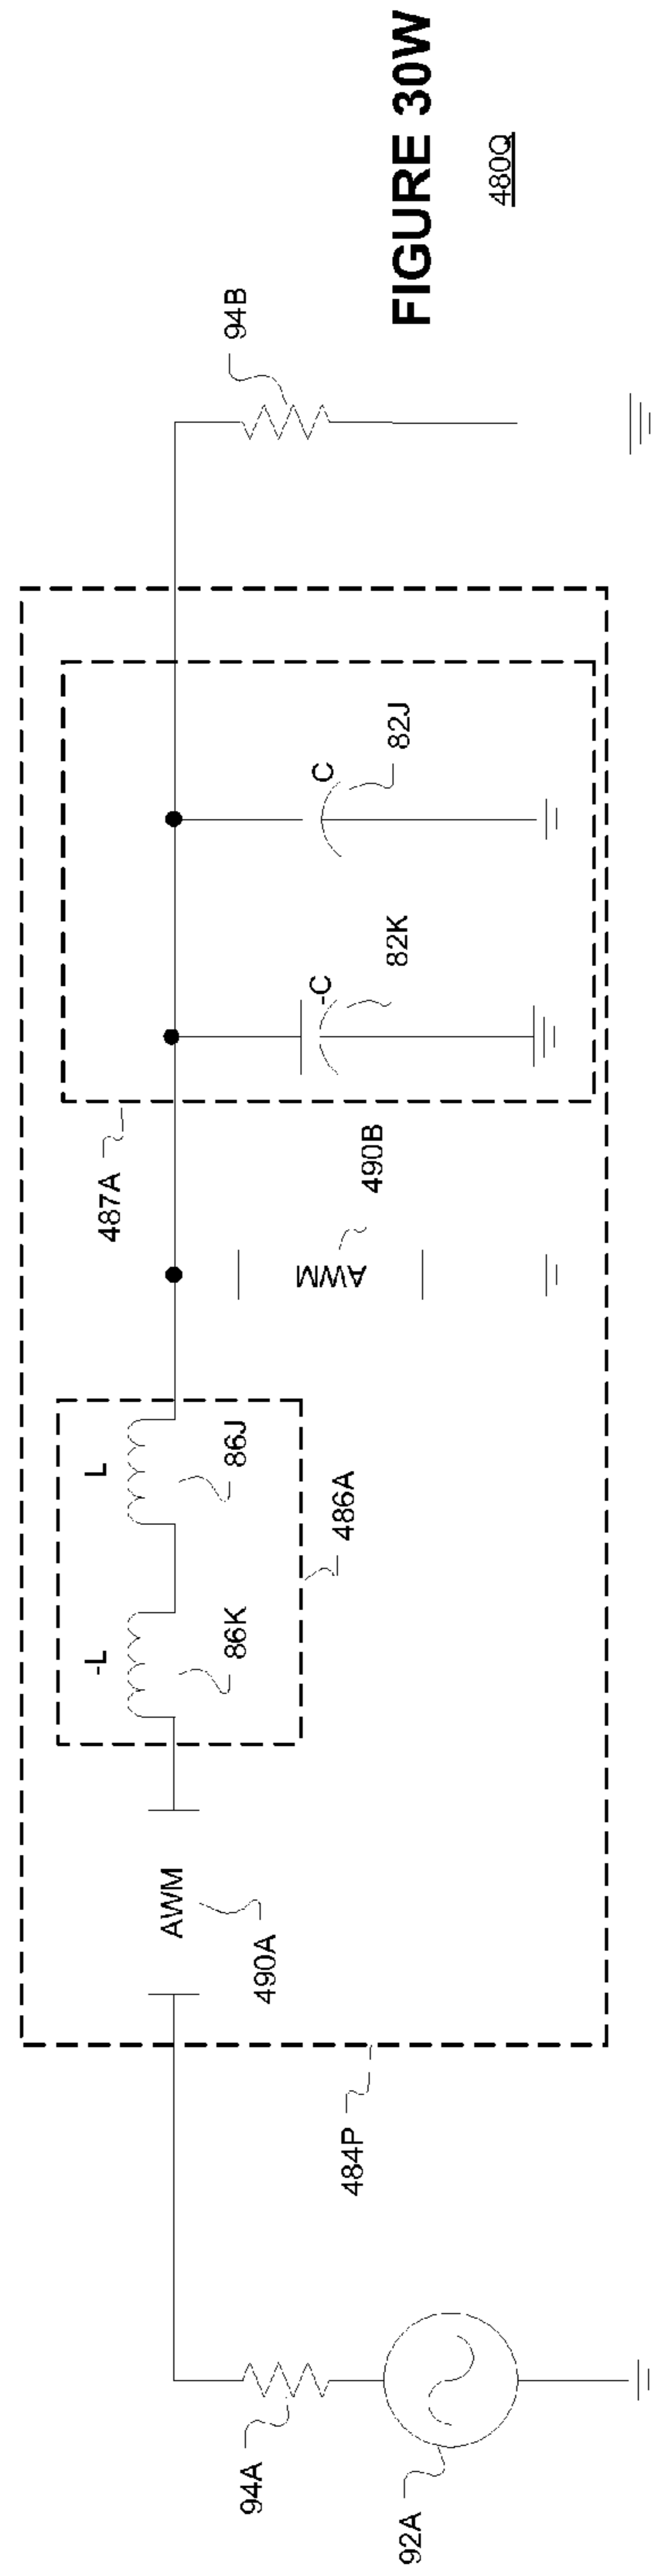 94B
FIGURE 30W
480Q
-L
L
86K
86J
486A
AWM
490A
AWM
490B
487A
-C
82K
C
82J
484P
94A
92A